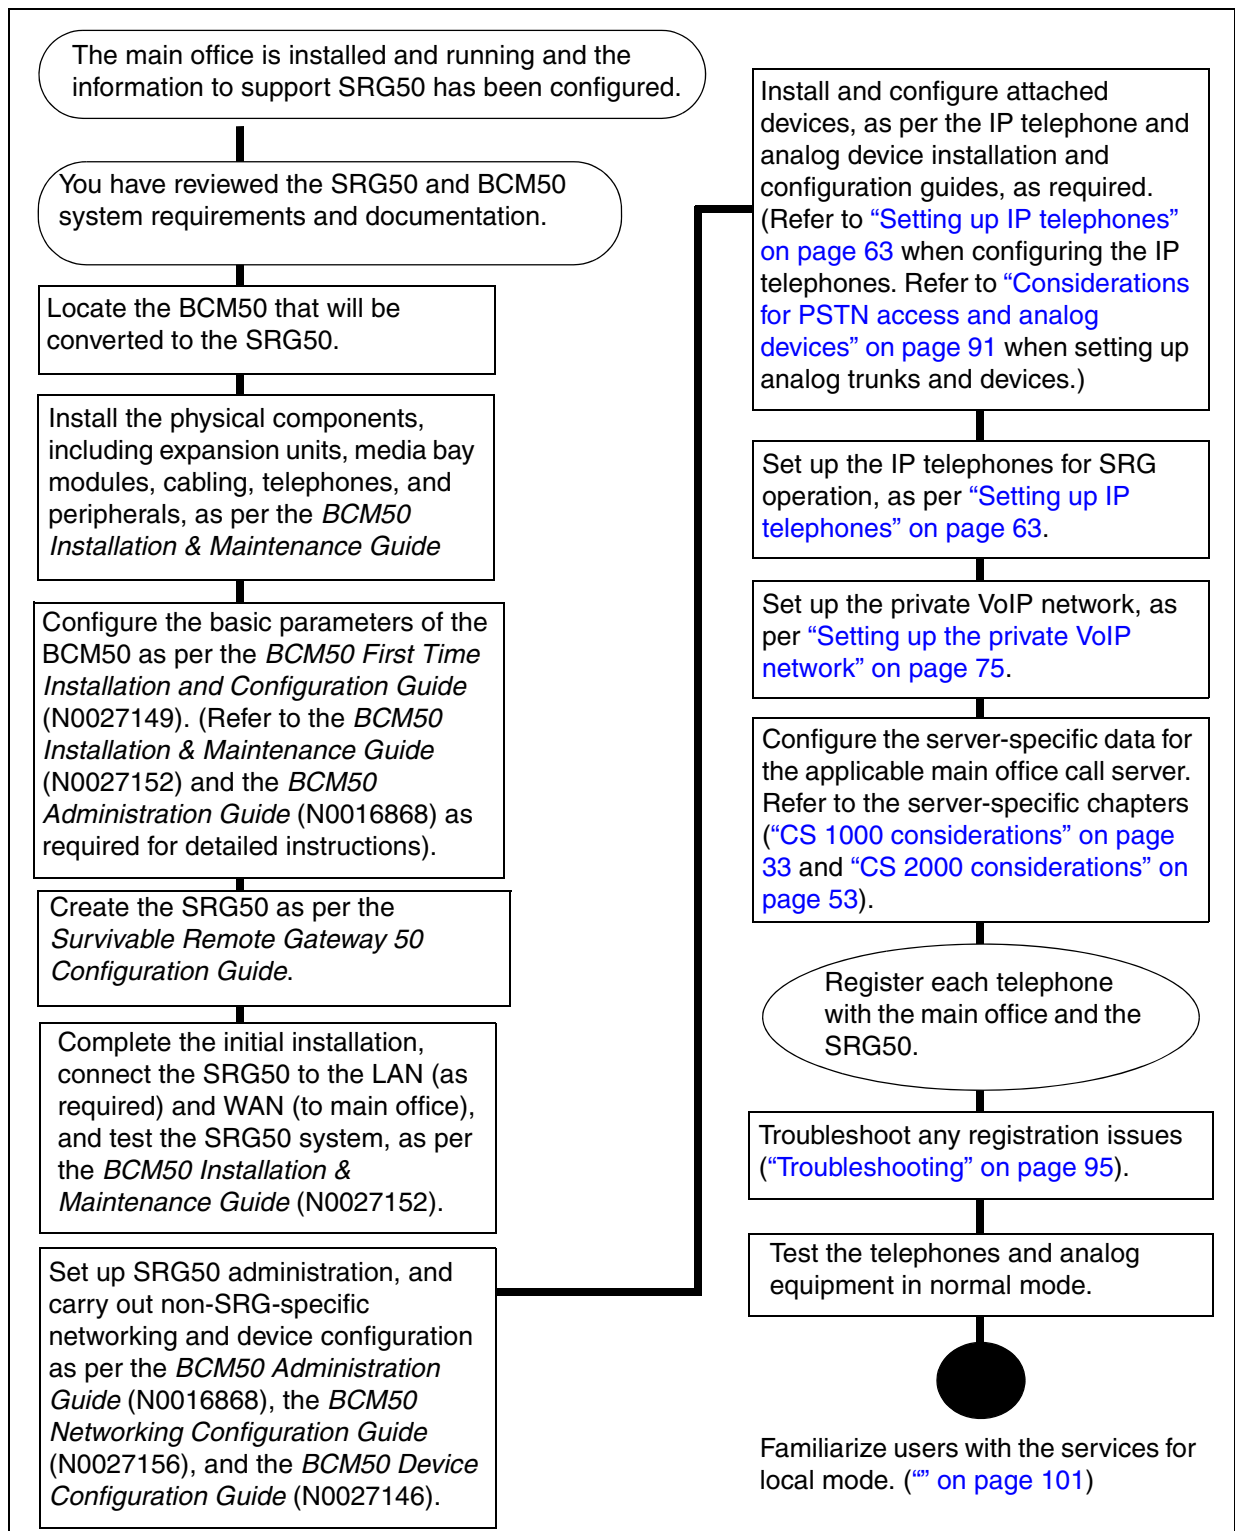 The main office is installed and running and the
information to support SRG50 has been configured.
You have reviewed the SRG50 and BCM50
system requirements and documentation.
Locate the BCM50 that will be
converted to the SRG50.
Install the physical components,
including expansion units, media bay
modules, cabling, telephones, and
peripherals, as per the BCM50
Installation & Maintenance Guide
Configure the basic parameters of the
BCM50 as per the BCM50 First Time
Installation and Configuration Guide
(N0027149). (Refer to the BCM50
Installation & Maintenance Guide
(N0027152) and the BCM50
Administration Guide (N0016868) as
required for detailed instructions).
Create the SRG50 as per the
Survivable Remote Gateway 50
Configuration Guide.
Complete the initial installation,
connect the SRG50 to the LAN (as
required) and WAN (to main office),
and test the SRG50 system, as per
the BCM50 Installation &
Maintenance Guide (N0027152).
Set up SRG50 administration, and
carry out non-SRG-specific
networking and device configuration
as per the BCM50 Administration
Guide (N0016868), the BCM50
Networking Configuration Guide
(N0027156), and the BCM50 Device
Configuration Guide (N0027146).
Install and configure attached
devices, as per the IP telephone and
analog device installation and
configuration guides, as required.
(Refer to “Setting up IP telephones”
on page 63 when configuring the IP
telephones. Refer to “Considerations
for PSTN access and analog
devices” on page 91 when setting up
analog trunks and devices.)
Set up the IP telephones for SRG
operation, as per “Setting up IP
telephones” on page 63.
Set up the private VoIP network, as
per “Setting up the private VoIP
network” on page 75.
Configure the server-specific data for
the applicable main office call server.
Refer to the server-specific chapters
(“CS 1000 considerations” on page
33 and “CS 2000 considerations” on
page 53).
Register each telephone
with the main office and the
SRG50.
Troubleshoot any registration issues
(“Troubleshooting” on page 95).
Test the telephones and analog
equipment in normal mode.
Familiarize users with the services for
local mode. (“” on page 101)